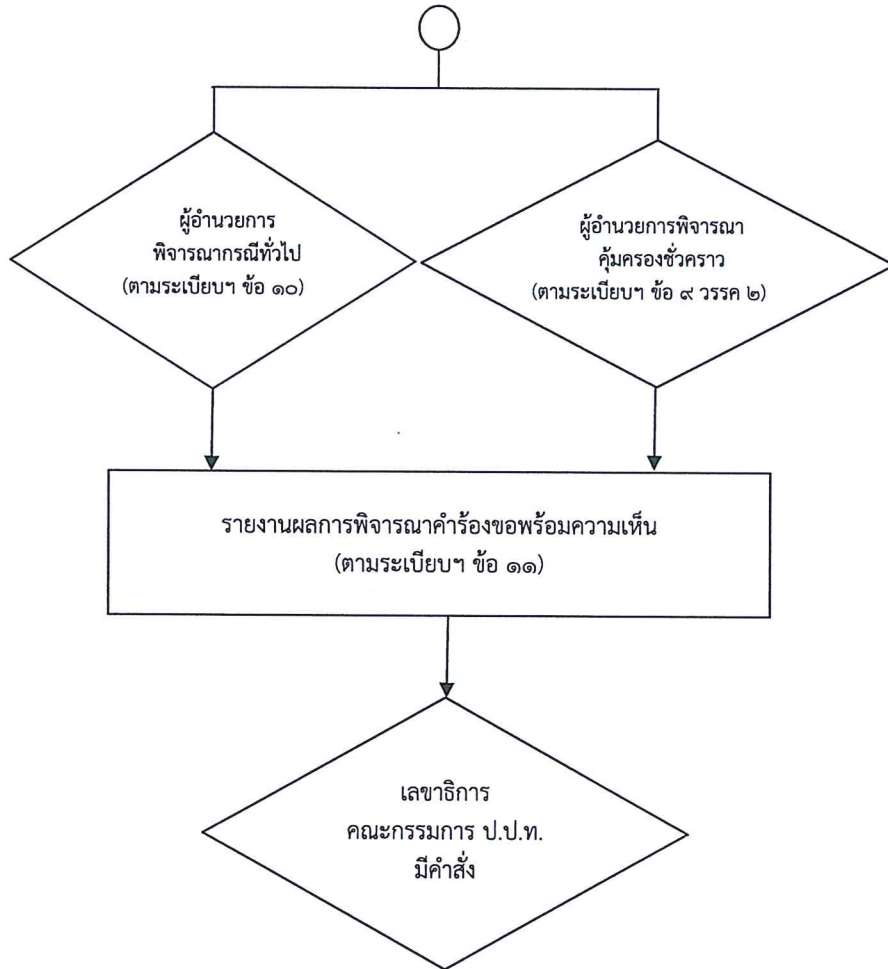 ผู้อำนวยการ
พิจารณากรณีทั่วไป
(ตามระเบียบฯ ข้อ ๑๐)
ผู้อำนวยการพิจารณา
คุ้มครองชั่วคราว
(ตามระเบียบฯ ข้อ ๙ วรรค ๒)
รายงานผลการพิจารณาคำร้องขอพร้อมความเห็น
(ตามระเบียบฯ ข้อ ๑๑)
เลขาธิการ
คณะกรรมการ ป.ป.ท.
มีคำสั่ง